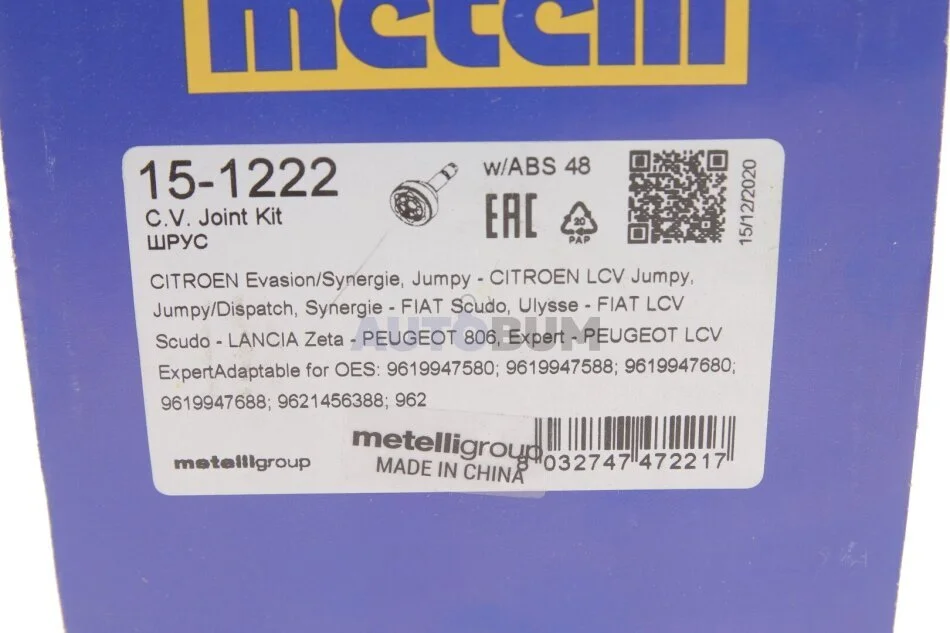 metelli
15-1222
w/ABS 48
C.V. Joint Kit
ШРУС
EAC
20
PAP
15/12/2020
CITROEN Evasion/Synergie, Jumpy - CITROEN LCV Jumpy,
Jumpy/Dispatch, Synergie - FIAT Scudo, Ulysse - FIAT LCV
Scudo - LANCIA Zeta - PEUGEOT 806, Expert - PEUGEOT LCV
AUTOBUM
ExpertAdaptable for OES: 9619947580; 9619947588; 9619947680;
9619947688; 9621456388; 962
metelligroup
metelligroup
MADE IN CHINA
8 032747 472217